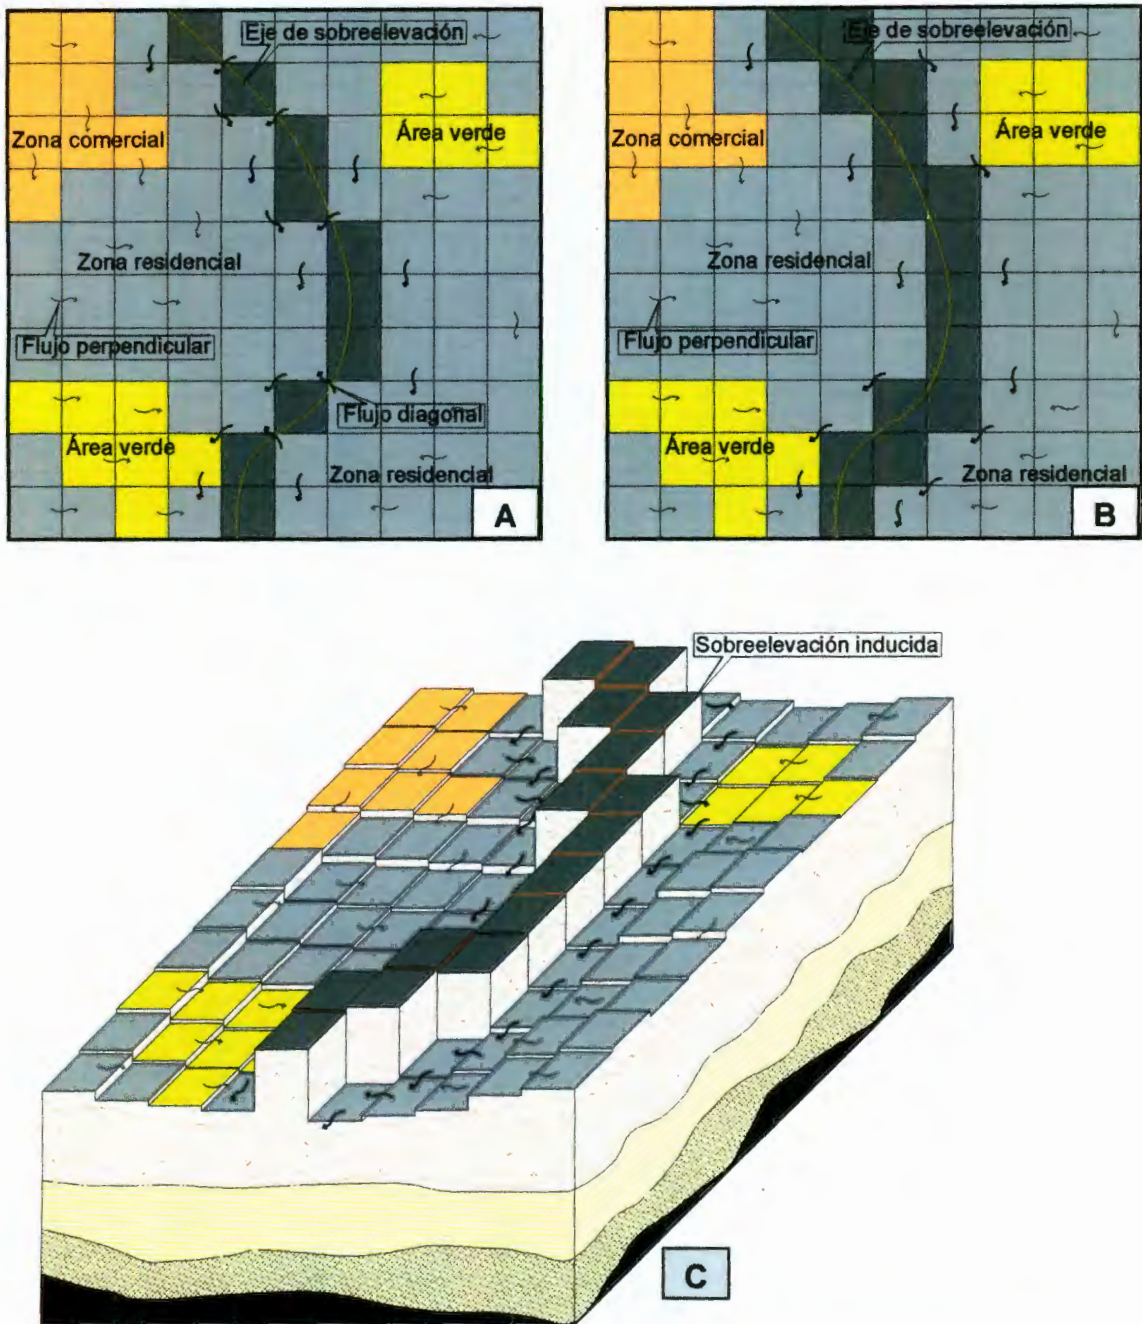 Eje de sobreelevación
Zona comercial
Área verde
Zona residencial
Flujo perpendicular
Flujo diagonal
Área verde
Zona residencial
A
Eje de sobreelevación
Zona comercial
Área verde
Zona residencial
Flujo perpendicular
Área verde
Zona residencial
B
Sobreelevación inducida
C